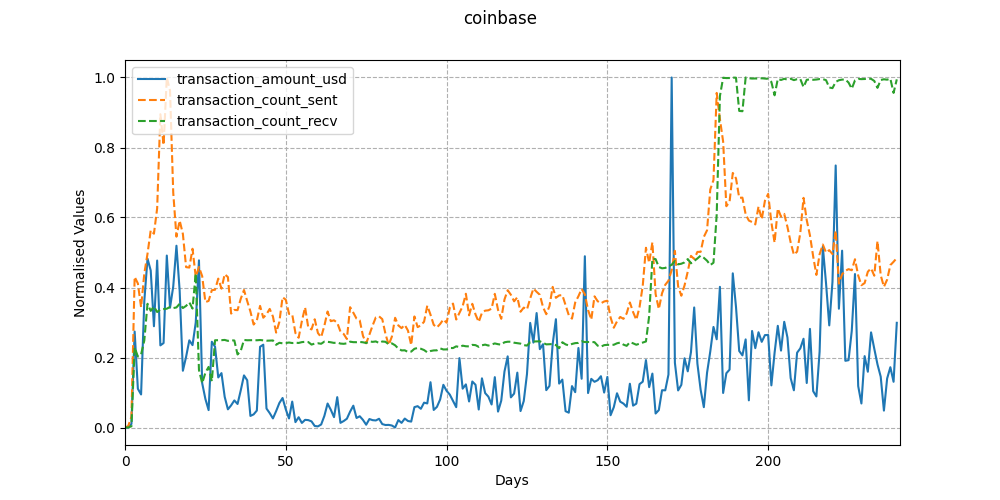 coinbase
transaction_amount_usd
transaction_count_sent
transaction_count_recv
Normalised Values
1.0
0.8
0.6
0.4
0.2
0.0
0 50 100 150 200
Days